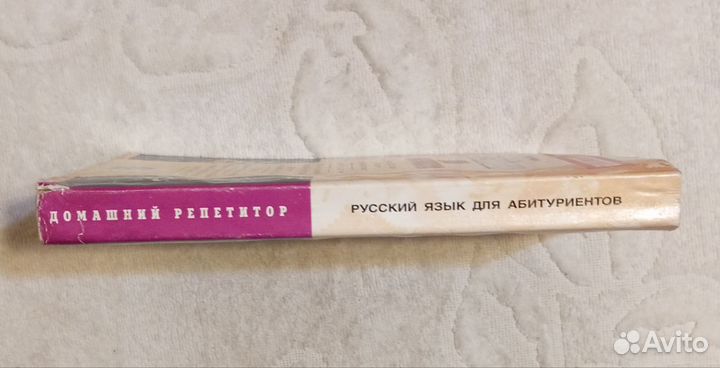 ДОМАШНИЙ РЕПЕТИТОР
РУССКИЙ ЯЗЫК ДЛЯ АБИТУРИЕНТОВ
Avito